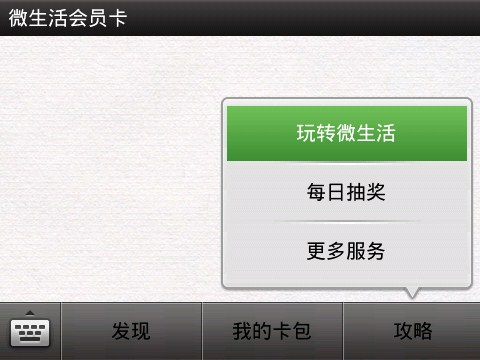 微生活会员卡
玩转微生活
每日抽奖
更多服务
发现
我的卡包
攻略